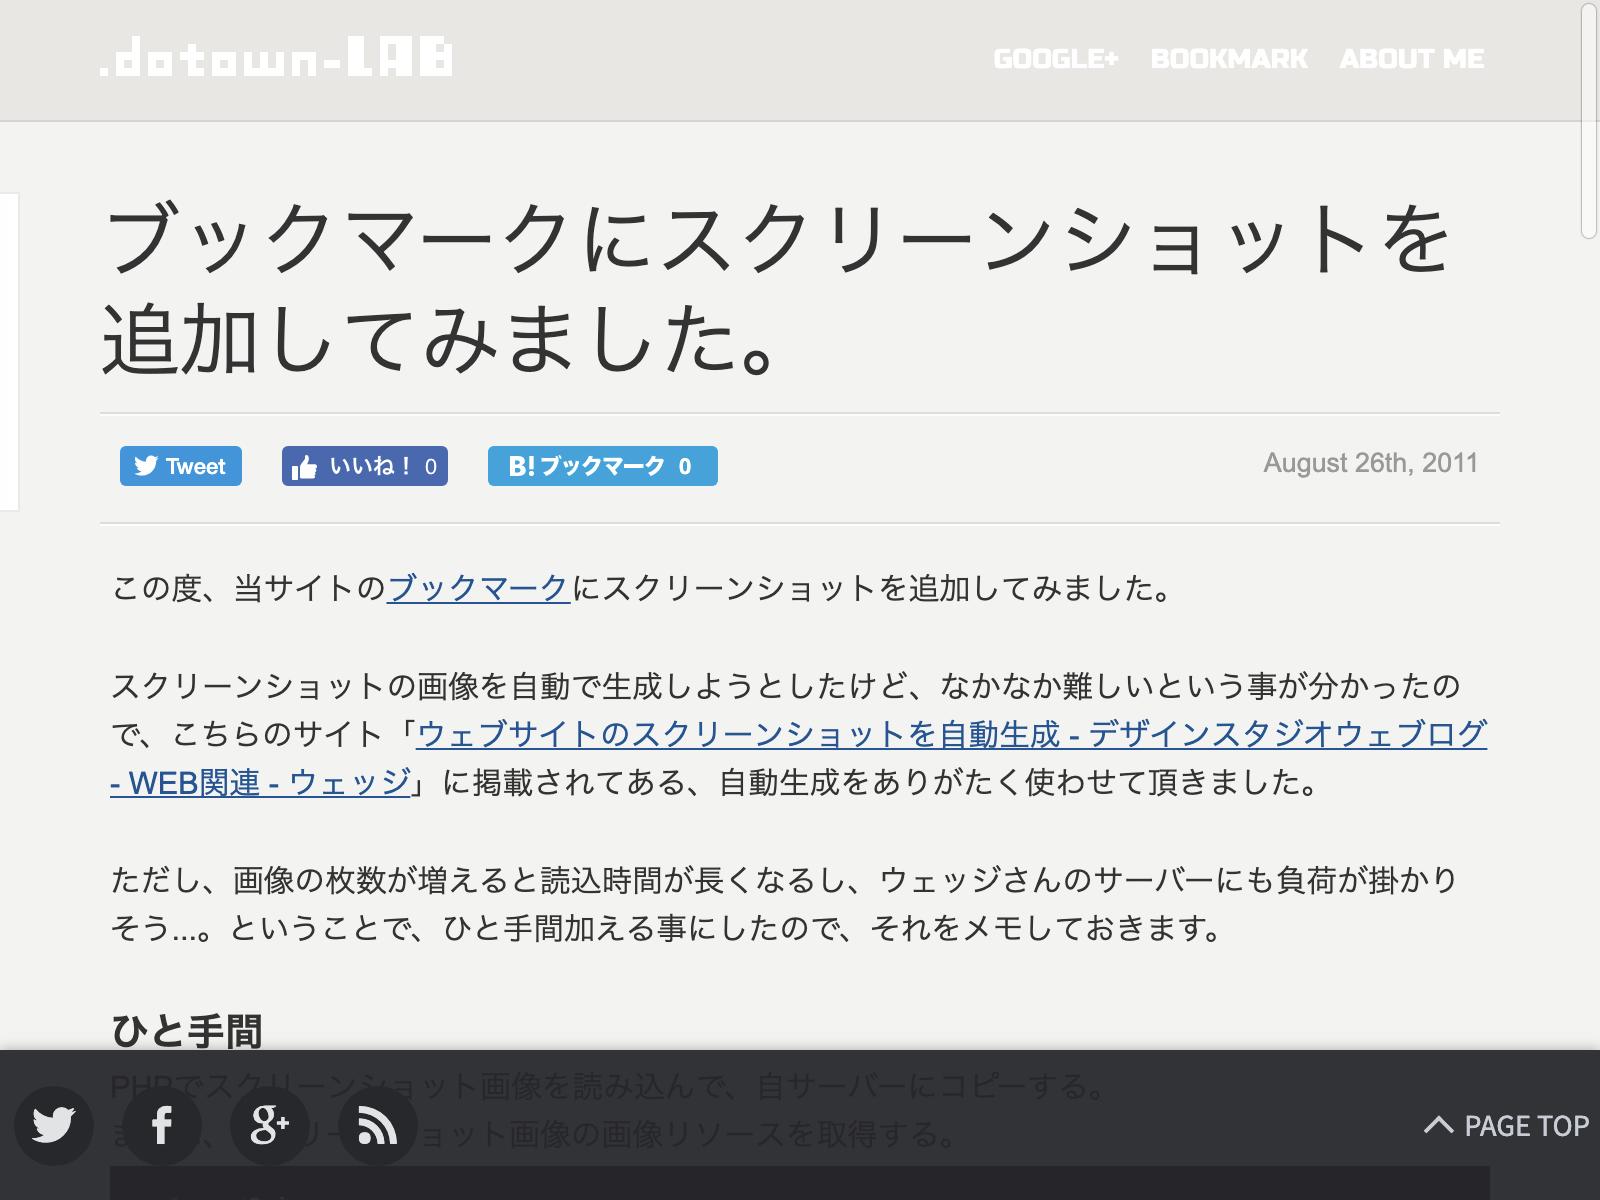 .dotown-LAB
GOOGLE+ BOOKMARK ABOUT ME
ブックマークにスクリーンショットを
追加してみました。
Tweet いいね！ 0 B! ブックマーク 0 August 26th, 2011
この度、当サイトのブックマークにスクリーンショットを追加してみました。
スクリーンショットの画像を自動で生成しようとしたけど、なかなか難しいという事が分かったの
で、こちらのサイト「ウェブサイトのスクリーンショットを自動生成 - デザインスタジオウェブログ
- WEB関連 - ウェッジ」に掲載されてある、自動生成をありがたく使わせて頂きました。
ただし、画像の枚数が増えると読込時間が長くなるし、ウェッジさんのサーバーにも負荷が掛かり
そう...。ということで、ひと手間加える事にしたので、それをメモしておきます。
ひと手間
PHPでスクリーンショット画像を読み込んで、自サーバーにコピーする。
ショット画像の画像リソースを取得する。
PAGE TOP